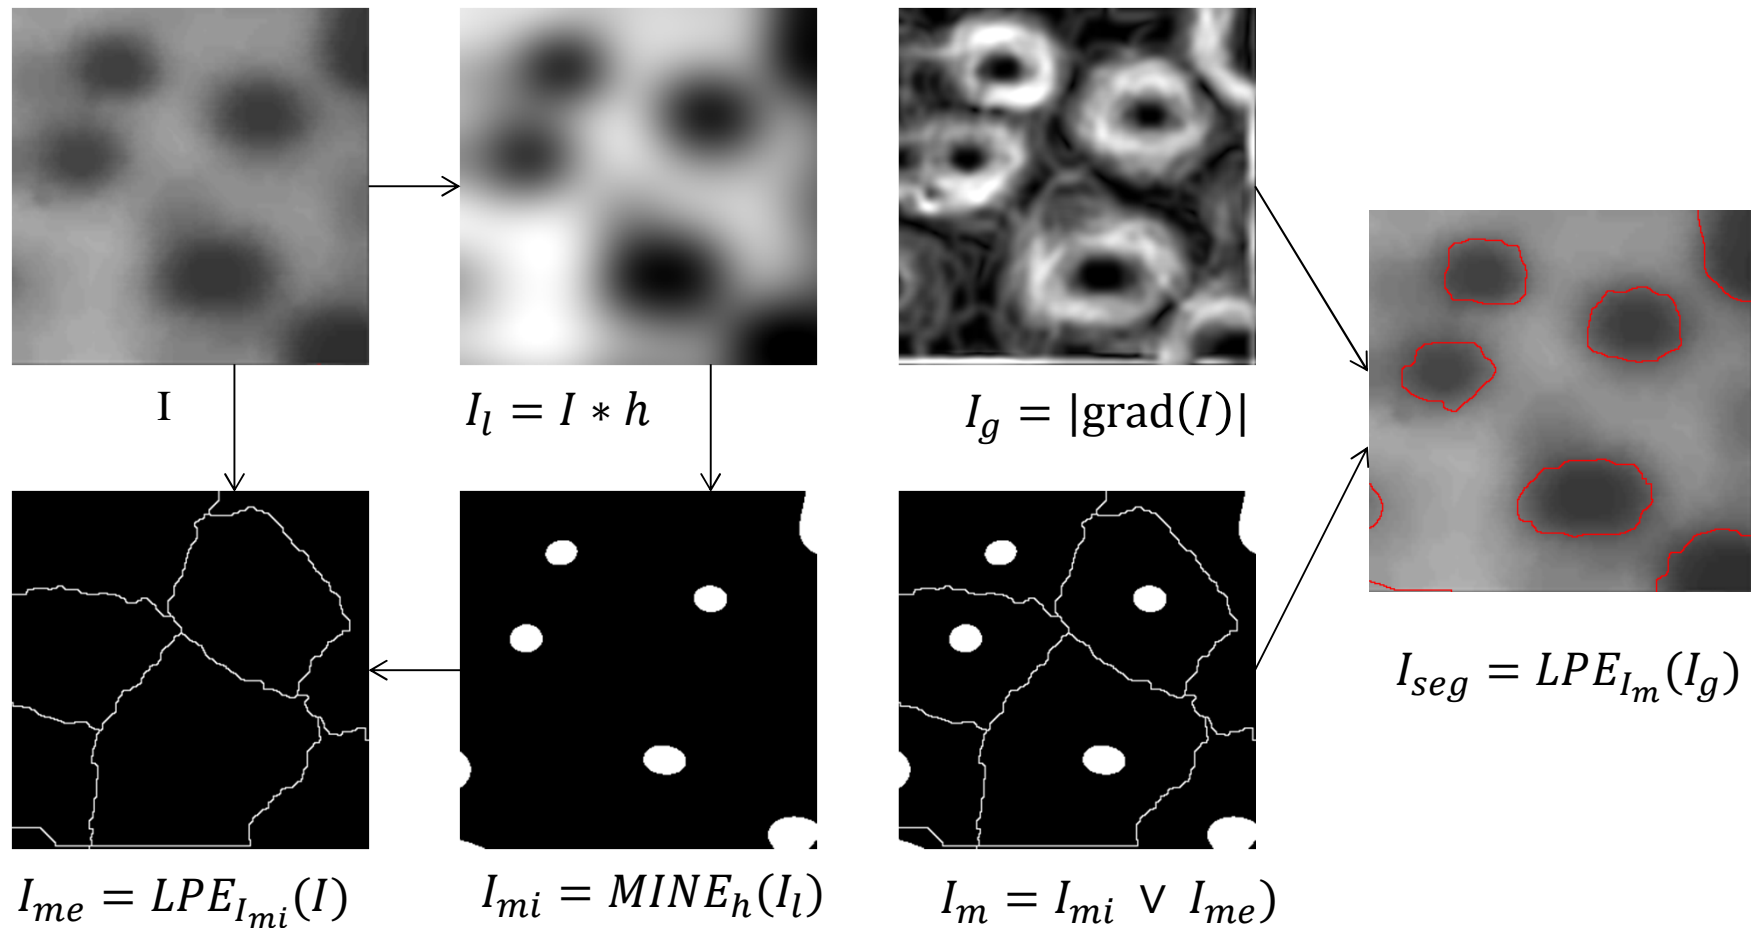 I
I_l = I ∗ h
I_g = |grad(I)|
I_seg = LPE_{I_m}(I_g)
I_me = LPE_{I_mi}(I)
I_mi = MINE_h(I_l)
I_m = I_mi ∨ I_me)